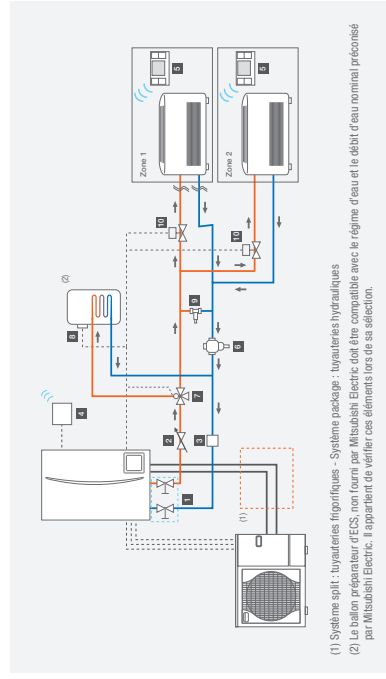 Zone 1
5
Zone 2
5
10
10
(2)
8
9
6
7
4
2
3
1
(1)
(1) Système split : tuyauteries frigorifiques - Système package : tuyauteries hydrauliques
(2) Le ballon préparateur d'ECS, non fourni par Mitsubishi Electric doit être compatible avec le régime d'eau et le débit d'eau nominal préconisé
par Mitsubishi Electric. Il appartient de vérifier ces éléments lors de sa sélection.